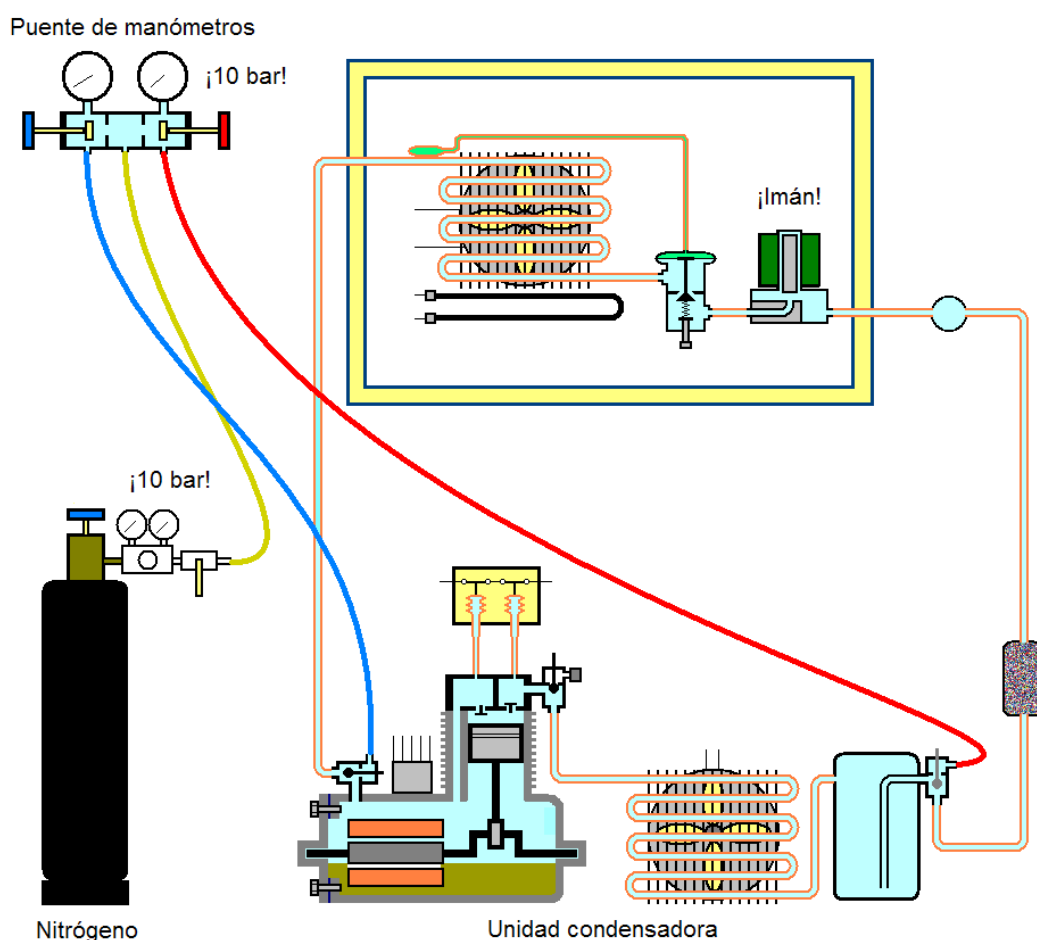 Puente de manómetros
¡10 bar!
¡Imán!
¡10 bar!
Nitrógeno
Unidad condensadora